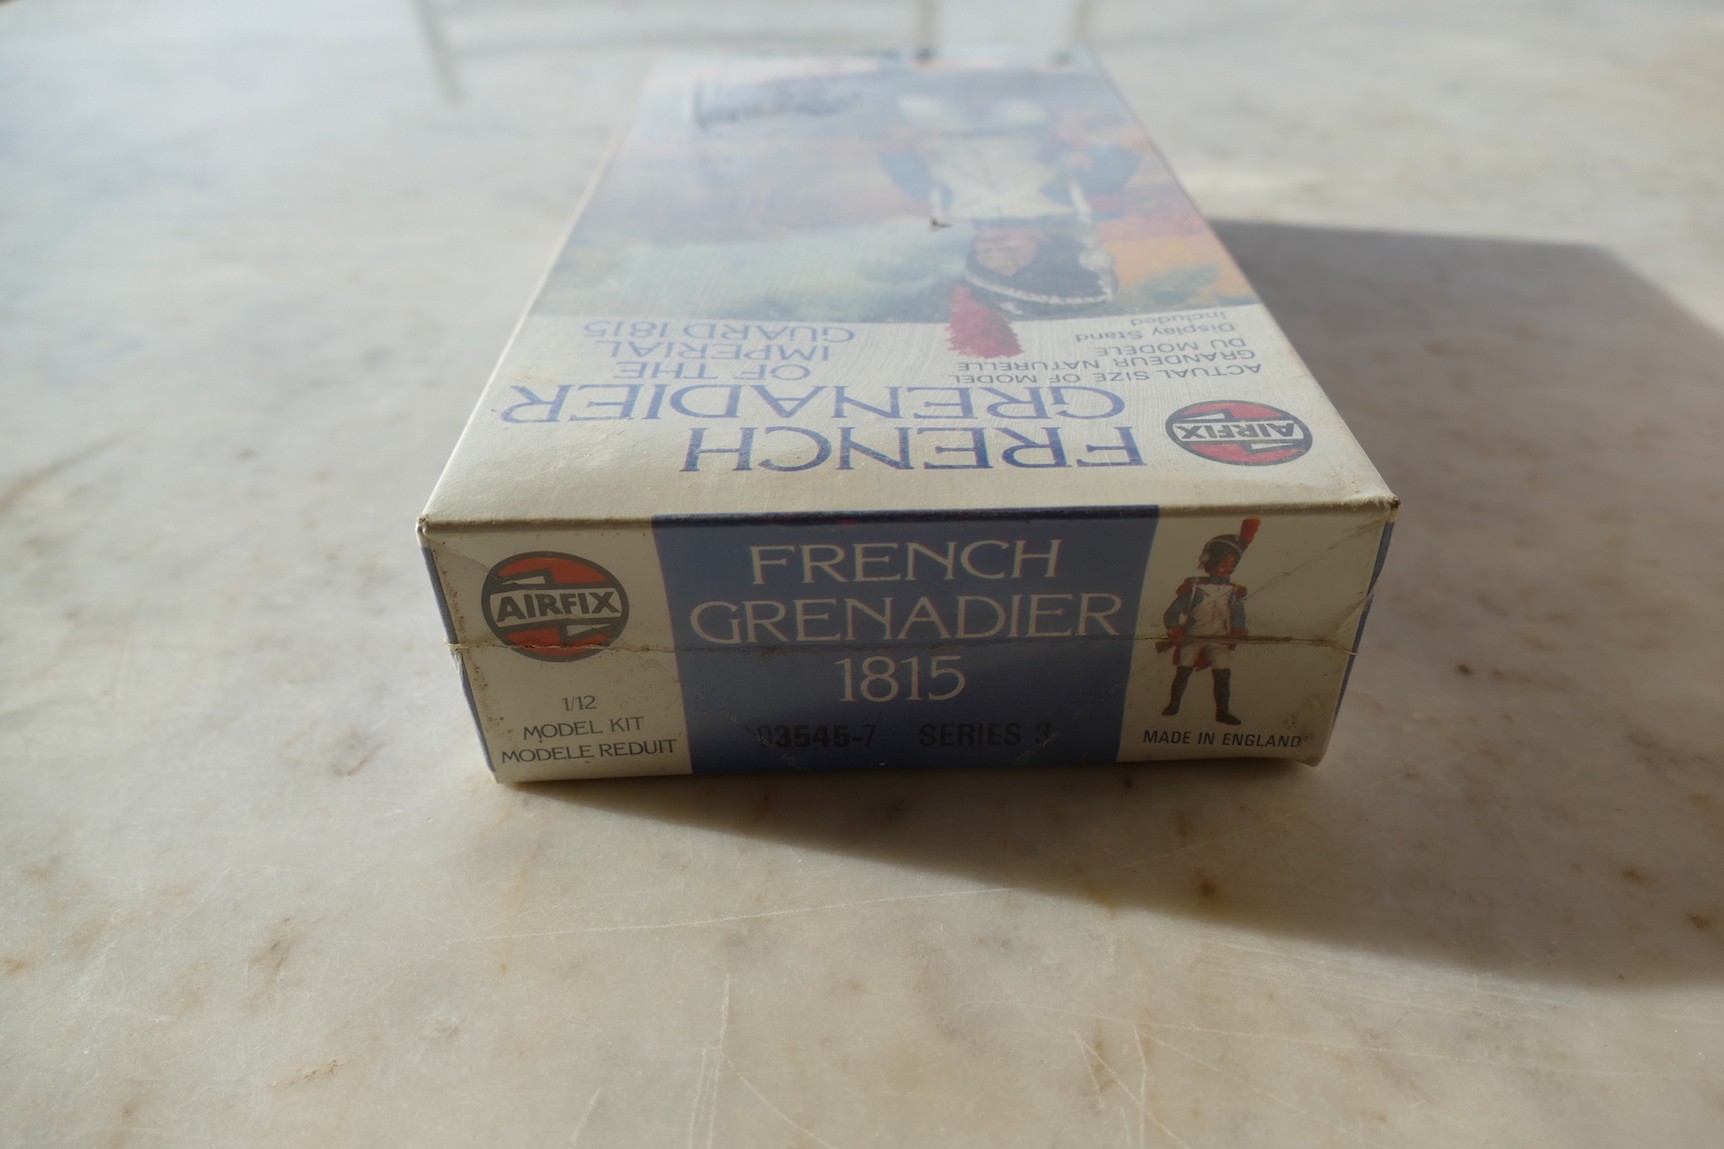 AIRFIX
FRENCH
GRENADIER
OF THE
IMPERIAL
GUARD 1815
ACTUAL SIZE OF MODEL
GRANDEUR NATURELLE
DU MODELE
Display Stand
Included
AIRFIX
1/12
MODEL KIT
MODELE REDUIT
FRENCH
GRENADIER
1815
03545-7 SERIES 3
MADE IN ENGLAND